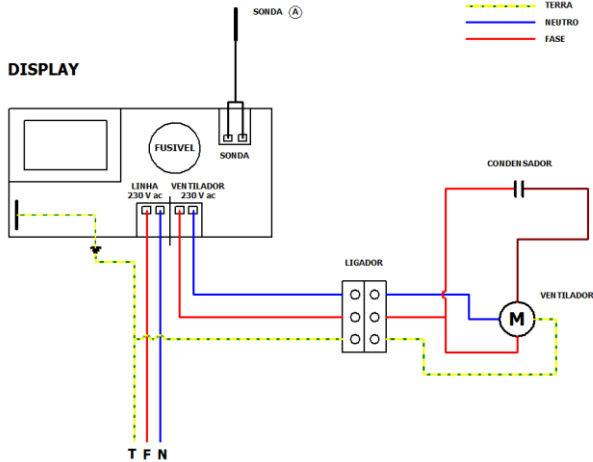 SONDA A
TERRA
NEUTRO
FASE
DISPLAY
FUSIVEL
SONDA
CONDENSADOR
LINHA VENTILADOR
230 V ac 230 V ac
LIGADOR
VENTILADOR
M
T F N